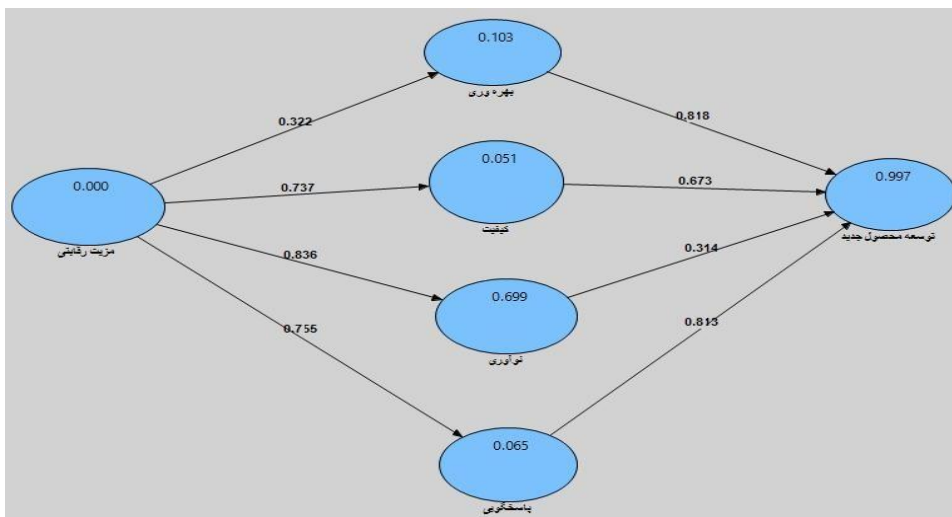 0.103
بهره وری
0.322
0.818
0.000
مزیت رقابتی
0.737
0.051
کیفیت
0.673
0.997
توسعه محصول جدید
0.836
0.699
نوآوری
0.314
0.755
0.813
0.065
پاسخگویی